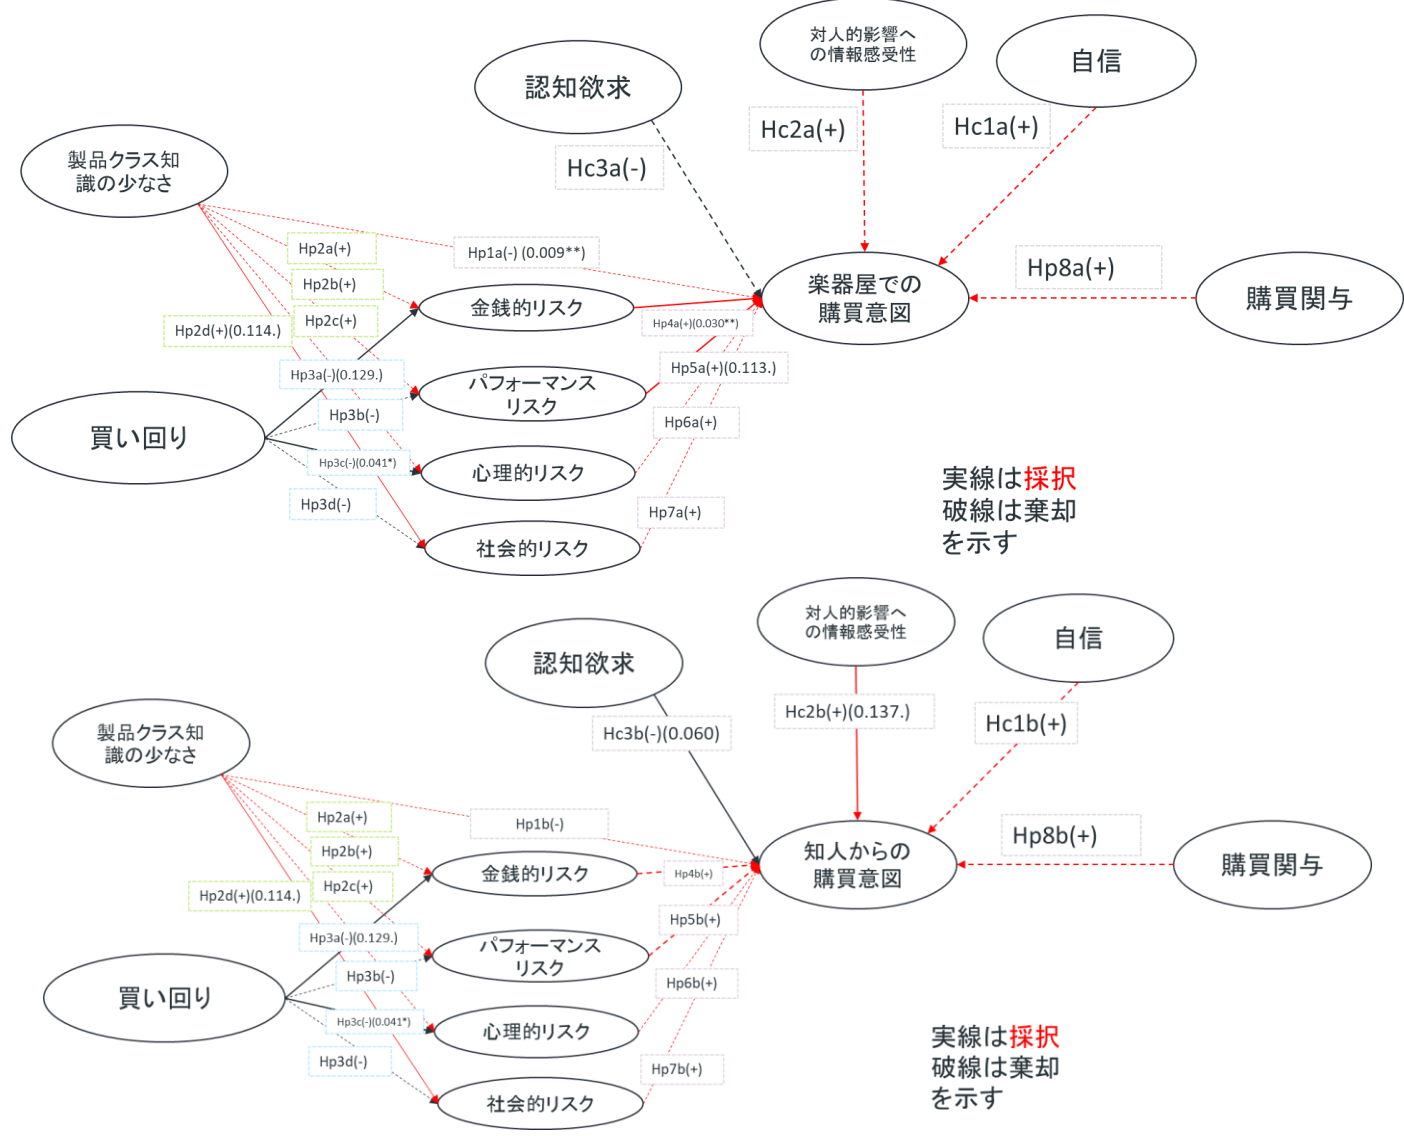 対人的影響へ
の情報感受性
自信
認知欲求
Hc2a(+)
Hc1a(+)
Hc3a(-)
製品クラス知
識の少なさ
Hp2a(+)
Hp1a(-) (0.009**)
Hp2b(+)
Hp8a(+)
楽器屋での
購買意図
購買関与
金銭的リスク
Hp2c(+)
Hp4a(+)(0.030**)
Hp2d(+)(0.114.)
Hp3a(-)(0.129.)
Hp5a(+)(0.113.)
パフォーマンス
リスク
Hp3b(-)
Hp6a(+)
買い回り
Hp3c(-)(0.041*)
心理的リスク
Hp3d(-)
Hp7a(+)
社会的リスク
実線は採択
破線は棄却
を示す
対人的影響へ
の情報感受性
自信
認知欲求
Hc2b(+)(0.137.)
Hc1b(+)
Hc3b(-)(0.060)
製品クラス知
識の少なさ
Hp2a(+)
Hp1b(-)
Hp2b(+)
Hp8b(+)
知人からの
購買意図
購買関与
金銭的リスク
Hp4b(+)
Hp2c(+)
Hp2d(+)(0.114.)
Hp5b(+)
Hp3a(-)(0.129.)
パフォーマンス
リスク
Hp3b(-)
Hp6b(+)
買い回り
Hp3c(-)(0.041*)
心理的リスク
Hp3d(-)
Hp7b(+)
社会的リスク
実線は採択
破線は棄却
を示す